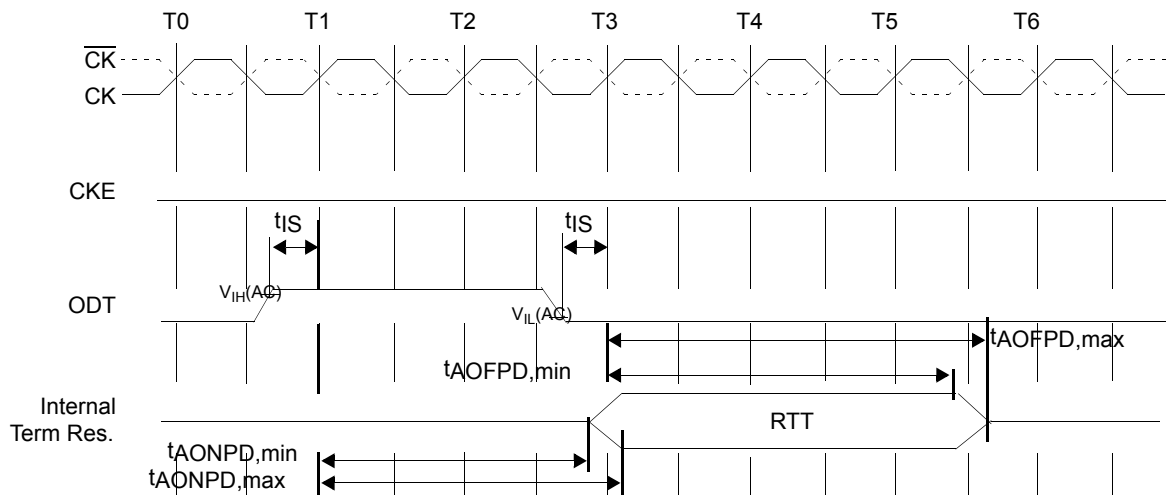 T0 T1 T2 T3 T4 T5 T6
CK
CK
CKE
tIS tIS
VIH(AC)
ODT
VIL(AC)
tAOFPD,max
tAOFPD,min
Internal
Term Res.
RTT
tAONPD,min
tAONPD,max